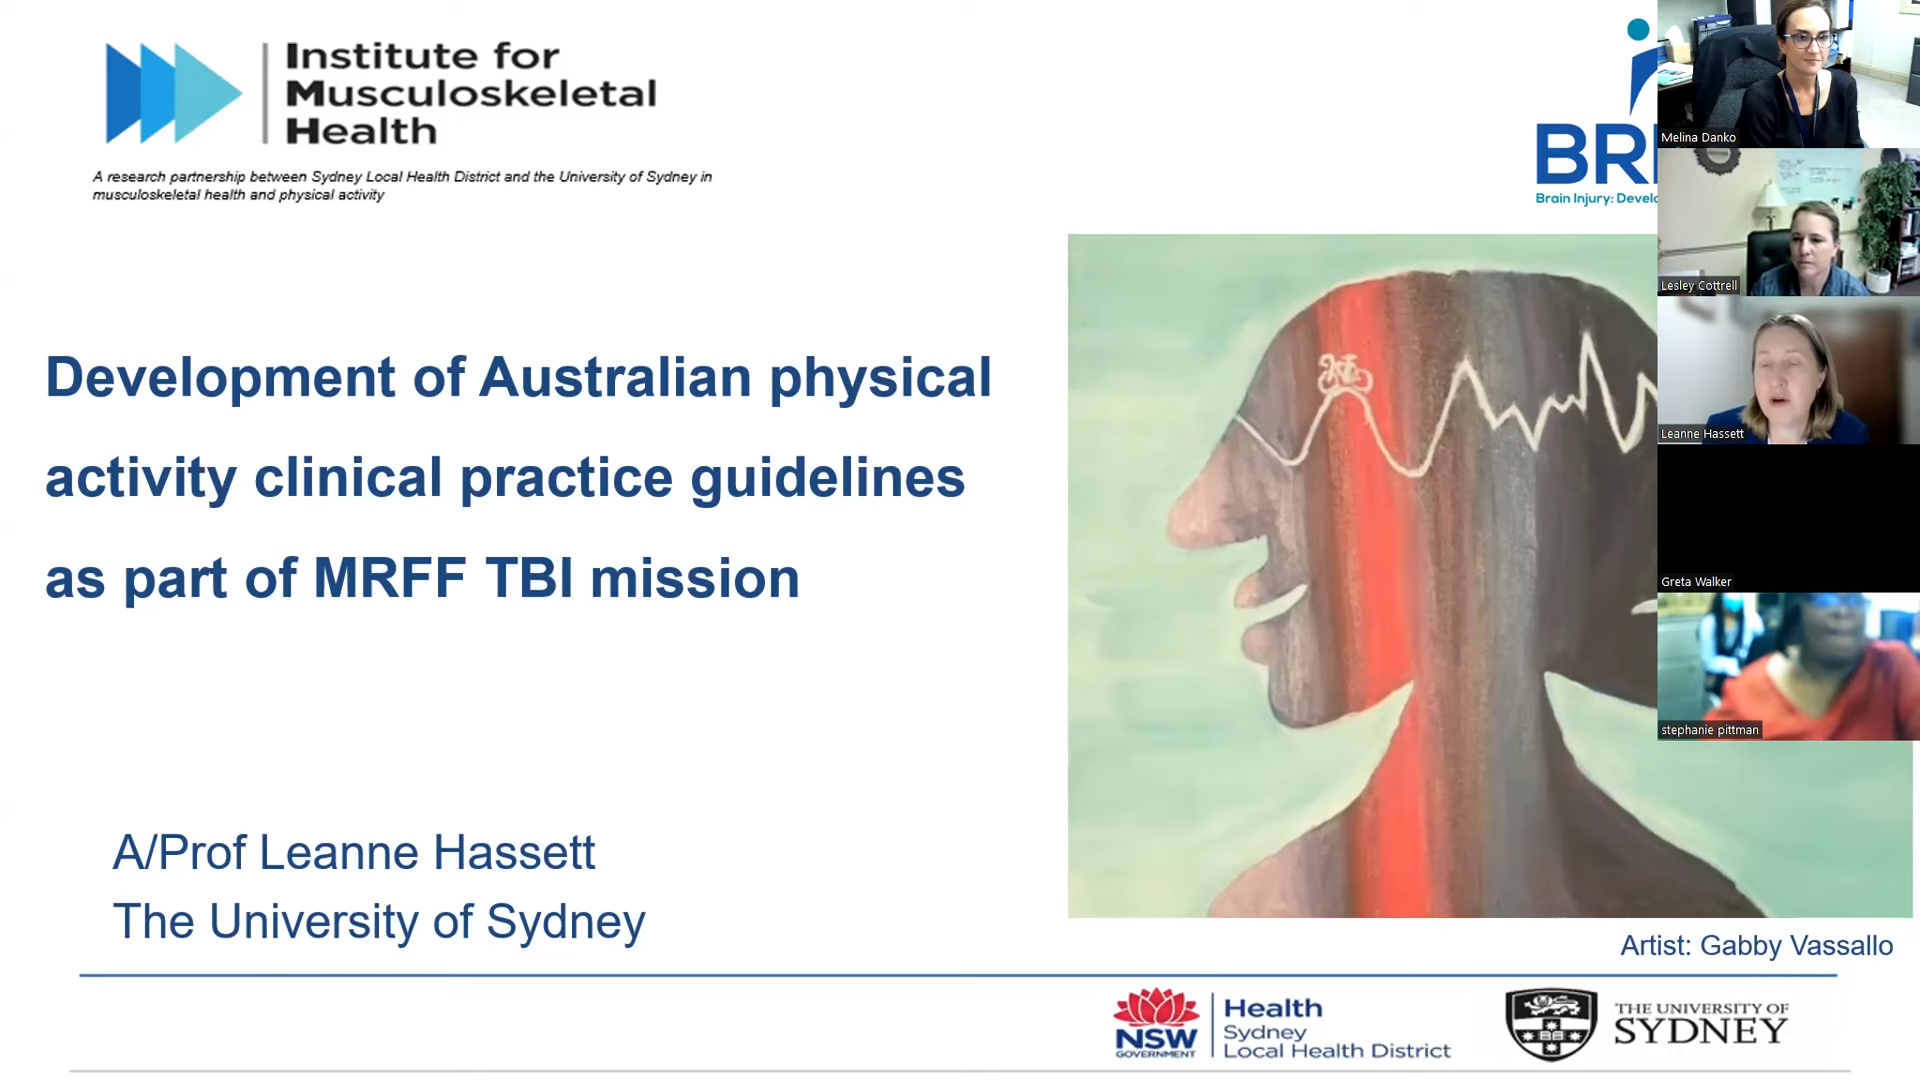 Institute for
Musculoskeletal
Health
A research partnership between Sydney Local Health District and the University of Sydney in
musculoskeletal health and physical activity
Brain Injury:
Development of Australian physical
activity clinical practice guidelines
as part of MRFF TBI mission
A/Prof Leanne Hassett
The University of Sydney
Artist: Gabby Vassallo
NSW
GOVERNMENT
Health
Sydney
Local Health District
THE UNIVERSITY OF
SYDNEY
Melina Danko
Lesley Cottrell
Leanne Hassett
Greta Walker
stephanie pittman